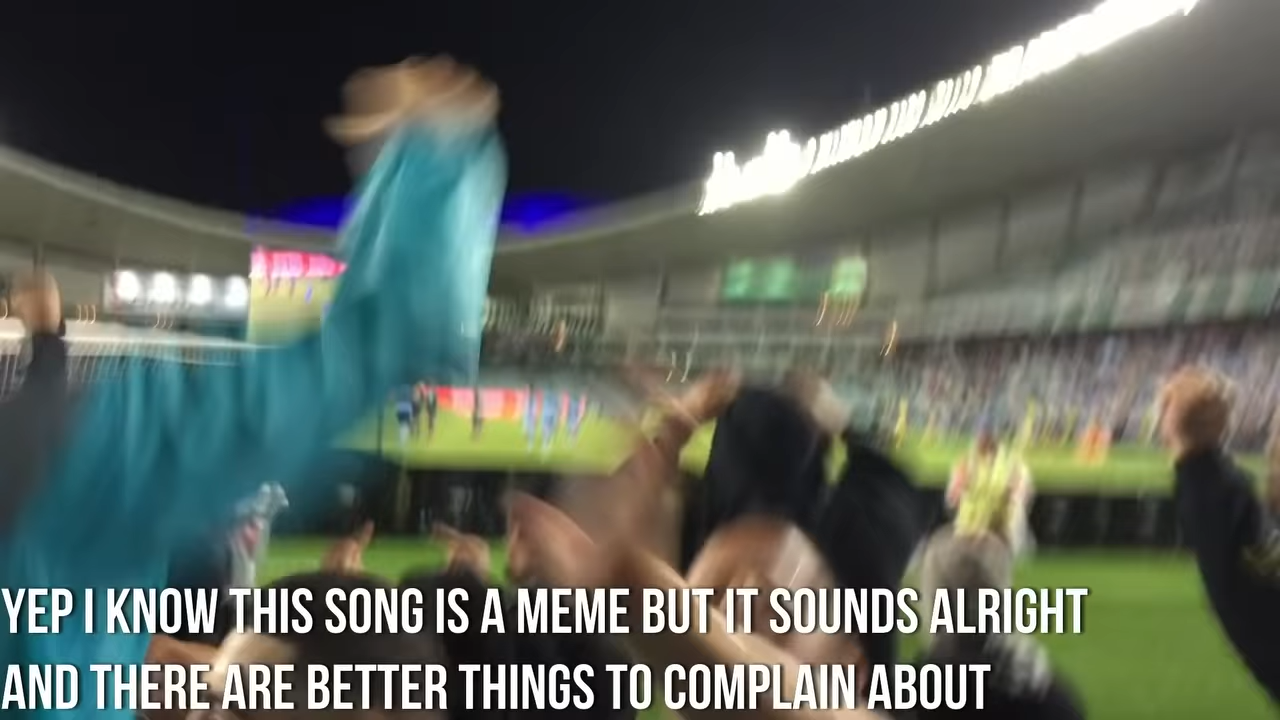 YEP I KNOW THIS SONG IS A MEME BUT IT SOUNDS ALRIGHT
AND THERE ARE BETTER THINGS TO COMPLAIN ABOUT